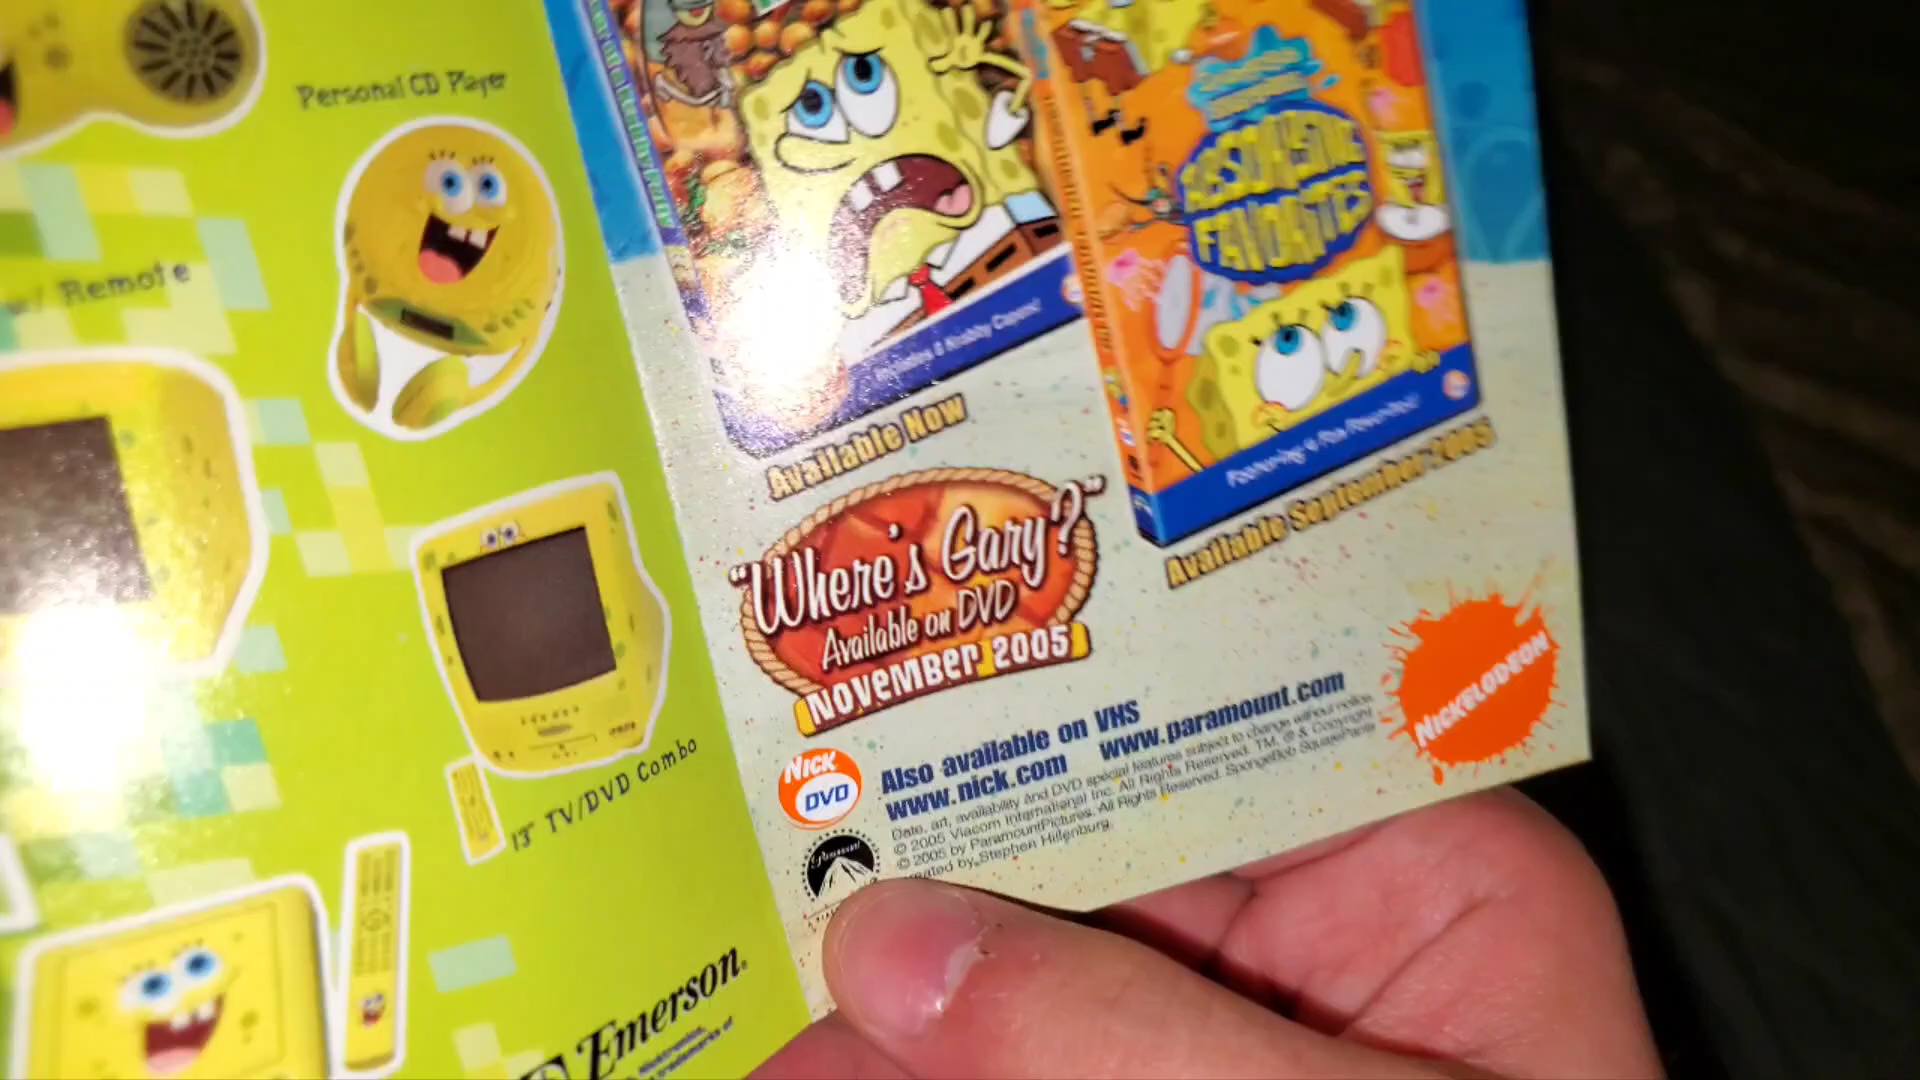 Personal CD Player
w/ Remote
13" TV/DVD Combo
Emerson.
ABSORBING
FAVORITES
Available Now
Available September 2005
"Where's Gary?"
Available on DVD
NOVEMBER 2005
NICK
DVD
Also available on VHS
www.nick.com www.paramount.com
Date, art, availability and DVD special features subject to change without notice.
© 2005 Viacom International Inc. All Rights Reserved. TM, ® & Copyright
© 2005 by Paramount Pictures. All Rights Reserved. SpongeBob SquarePants
created by Stephen Hillenburg.
Paramount
NICKELODEON